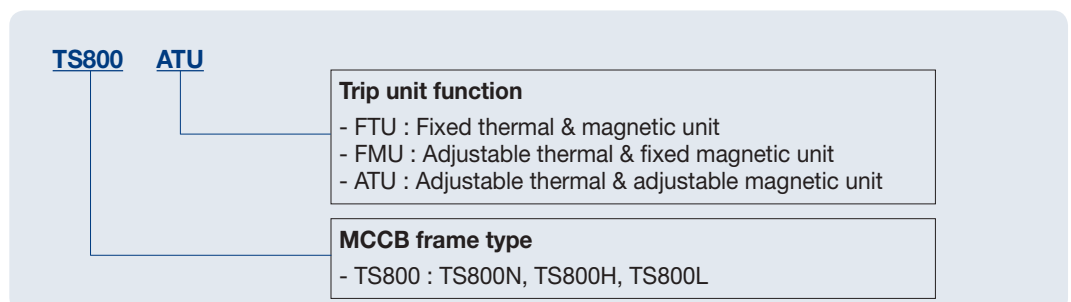 TS800 ATU
Trip unit function
- FTU : Fixed thermal & magnetic unit
- FMU : Adjustable thermal & fixed magnetic unit
- ATU : Adjustable thermal & adjustable magnetic unit
MCCB frame type
- TS800 : TS800N, TS800H, TS800L